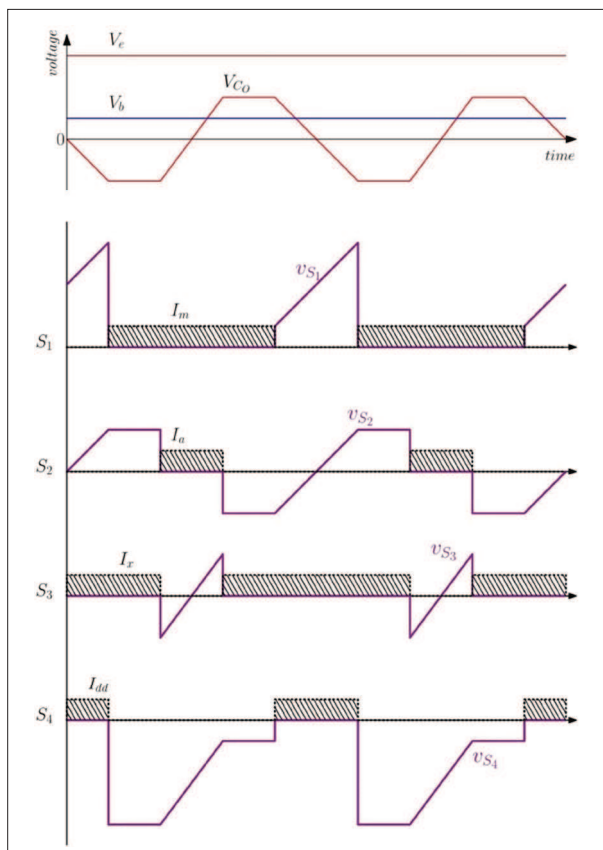 voltage
V_e
V_{C_O}
V_b
0
time
v_{S_1}
I_m
S_1
v_{S_2}
I_a
S_2
I_x
v_{S_3}
S_3
I_{dd}
S_4
v_{S_4}